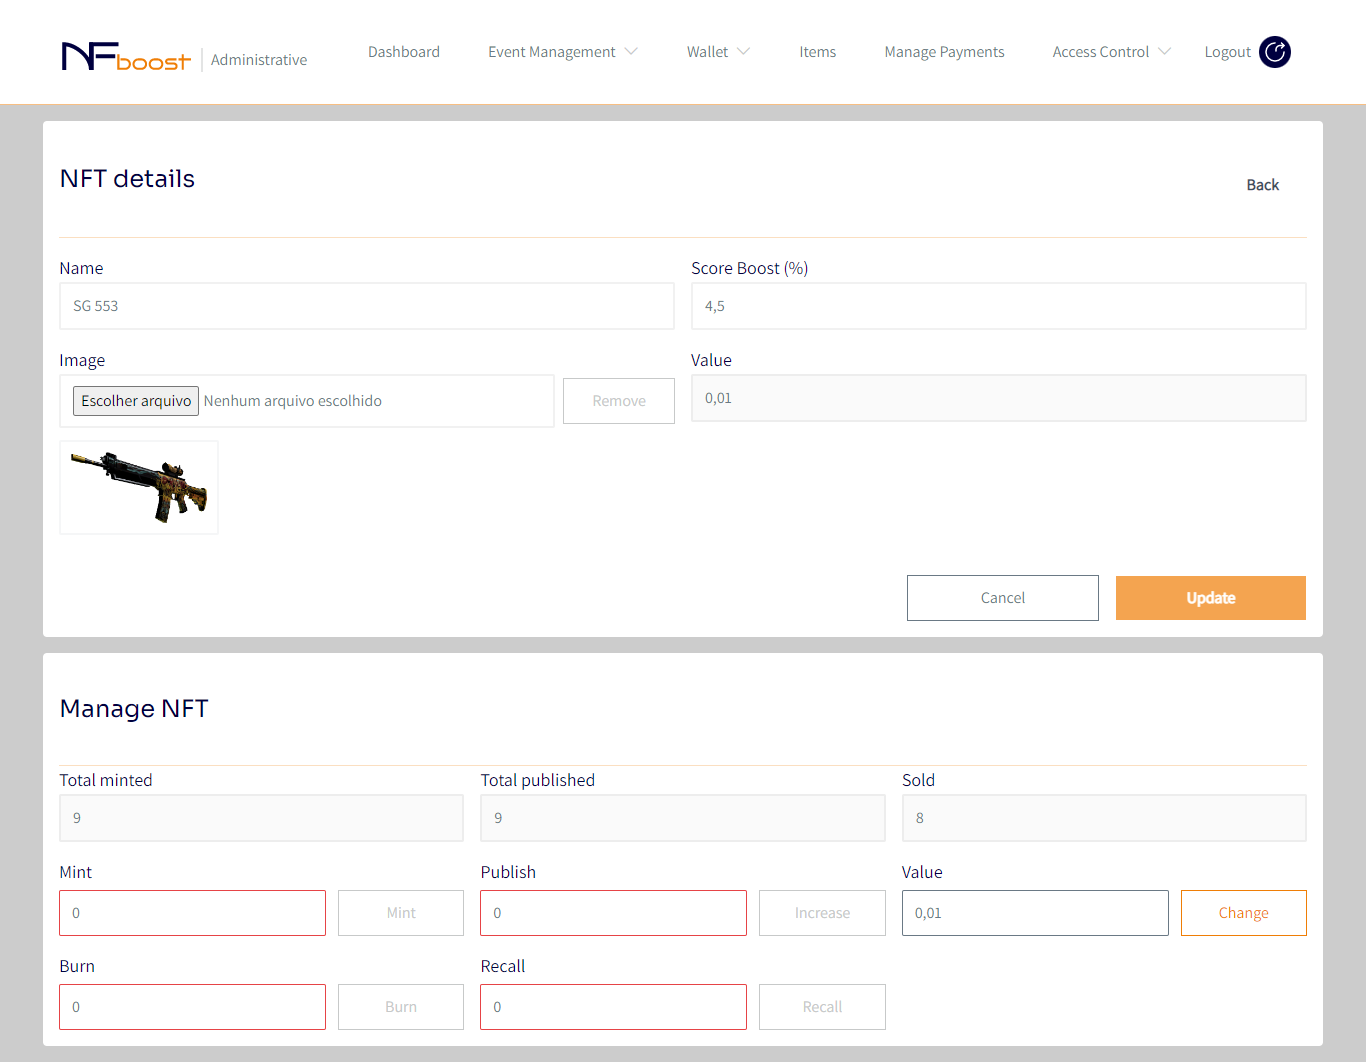 NFboost Administrative Dashboard Event Management Wallet Items Manage Payments Access Control Logout
NFT details
Back
Name
Score Boost (%)
SG 553
4,5
Image
Value
Escolher arquivo Nenhum arquivo escolhido
Remove
0,01
Cancel
Update
Manage NFT
Total minted
Total published
Sold
9
9
8
Mint
Publish
Value
0
Mint
0
Increase
0,01
Change
Burn
Recall
0
Burn
0
Recall